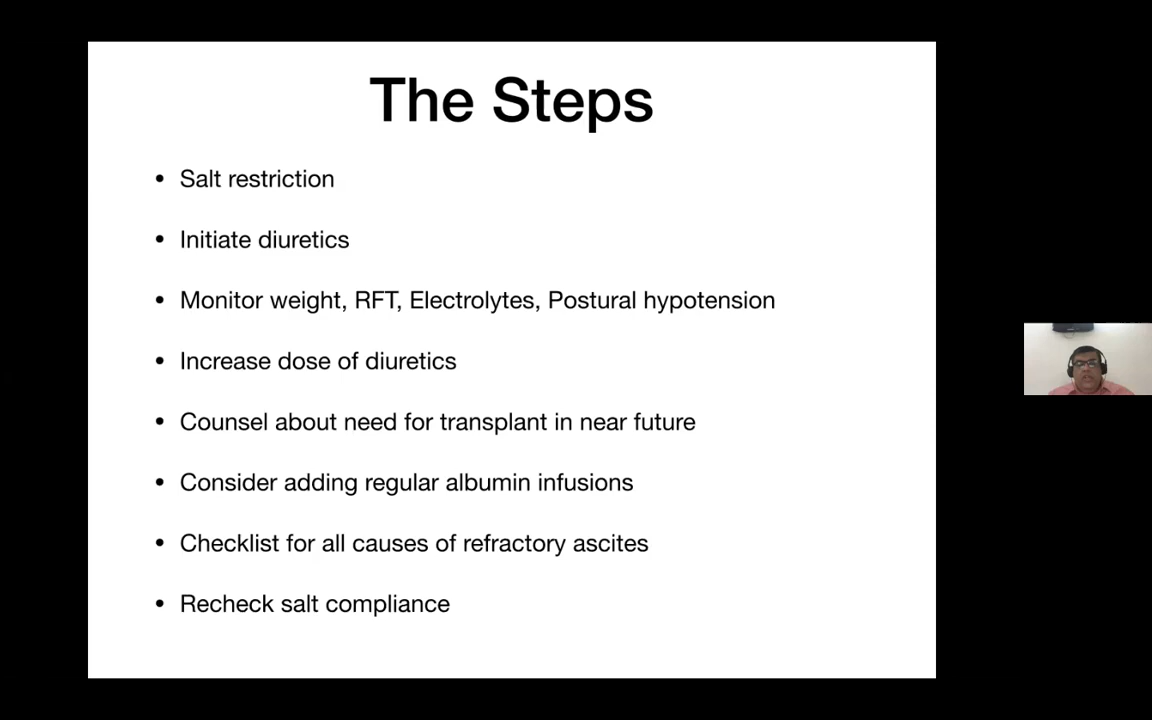 The Steps
• Salt restriction
• Initiate diuretics
• Monitor weight, RFT, Electrolytes, Postural hypotension
• Increase dose of diuretics
• Counsel about need for transplant in near future
• Consider adding regular albumin infusions
• Checklist for all causes of refractory ascites
• Recheck salt compliance